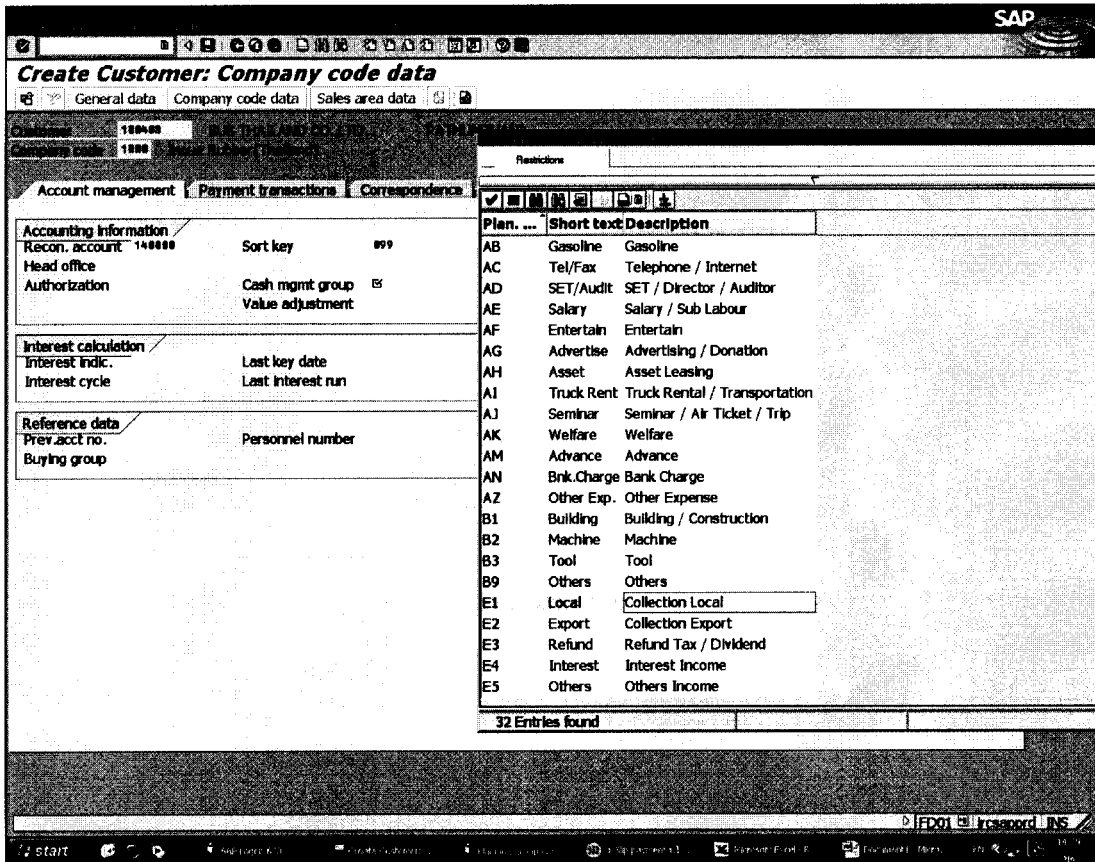 SAP
Create Customer: Company code data
General data Company code data Sales area data
Customer
Company code
Restrictions
Account management Payment transactions Correspondence
Accounting information
Recon. account 140000 Sort key 099
Head office
Authorization Cash mgmt group
Value adjustment
Interest calculation
Interest indic. Last key date
Interest cycle Last interest run
Reference data
Prev.acct no. Personnel number
Buying group
Plan. ... Short text Description
AB Gasoline Gasoline
AC Tel/Fax Telephone / Internet
AD SET/Audit SET / Director / Auditor
AE Salary Salary / Sub Labour
AF Entertain Entertain
AG Advertise Advertising / Donation
AH Asset Asset Leasing
AI Truck Rent Truck Rental / Transportation
AJ Seminar Seminar / Air Ticket / Trip
AK Welfare Welfare
AM Advance Advance
AN Bnk.Charge Bank Charge
AZ Other Exp. Other Expense
B1 Building Building / Construction
B2 Machine Machine
B3 Tool Tool
B9 Others Others
E1 Local Collection Local
E2 Export Collection Export
E3 Refund Refund Tax / Dividend
E4 Interest Interest Income
E5 Others Others Income
32 Entries found
FD01 ircsapord INS
start